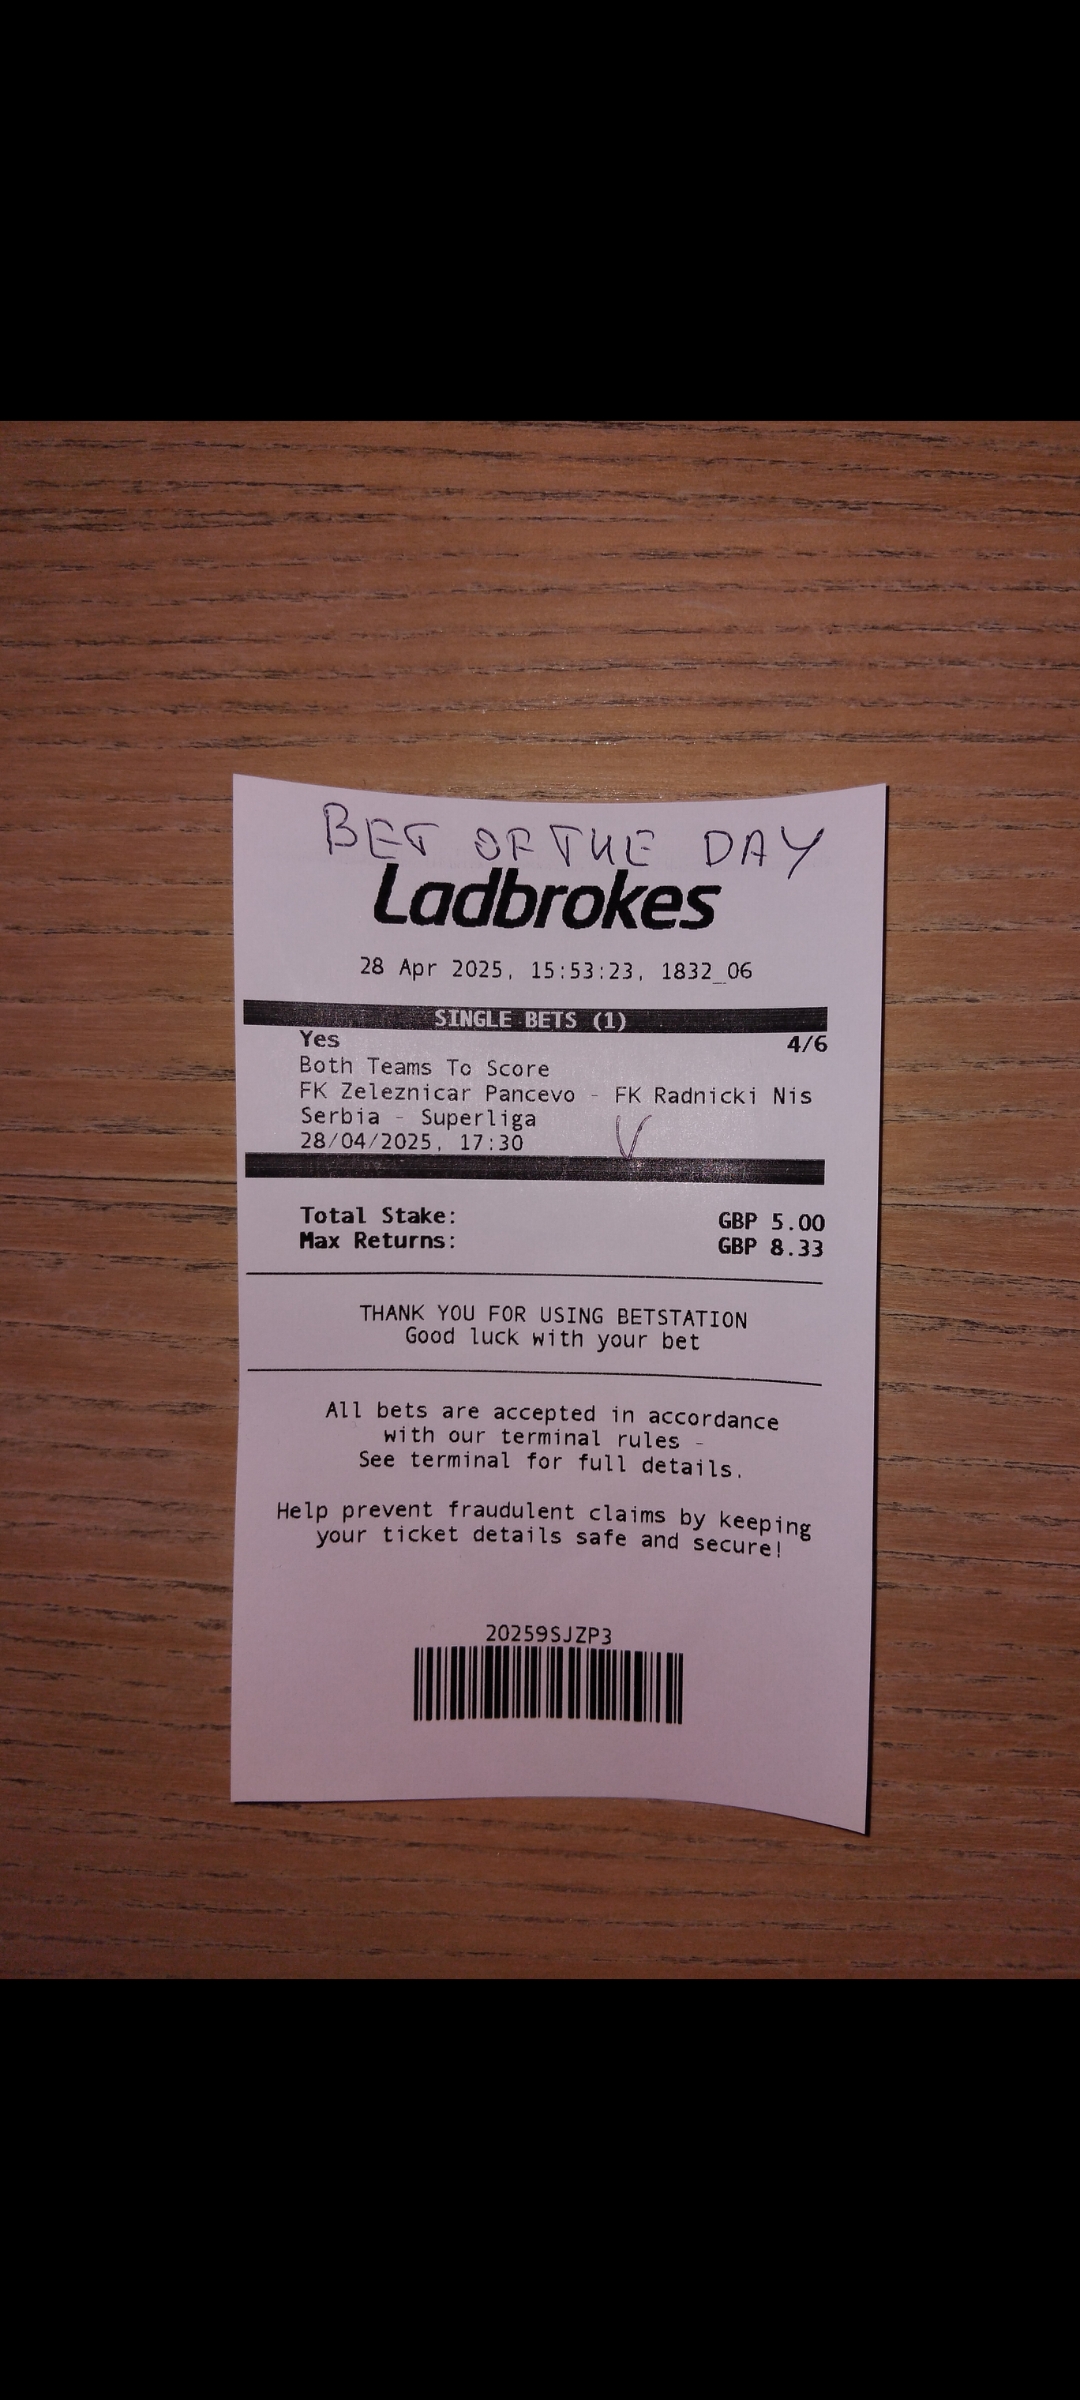 BET OF THE DAY
Ladbrokes
28 Apr 2025, 15:53:23, 1832_06
SINGLE BETS (1)
Yes 4/6
Both Teams To Score
FK Zeleznicar Pancevo - FK Radnicki Nis
Serbia - Superliga
28/04/2025, 17:30 V
Total Stake: GBP 5.00
Max Returns: GBP 8.33
THANK YOU FOR USING BETSTATION
Good luck with your bet
All bets are accepted in accordance
with our terminal rules -
See terminal for full details.
Help prevent fraudulent claims by keeping
your ticket details safe and secure!
20259SJZP3